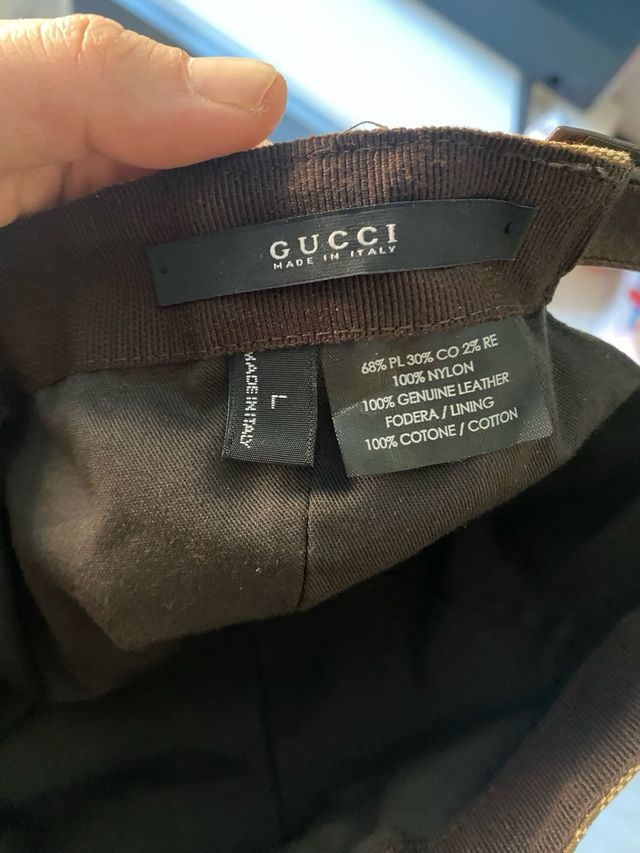 GUCCI
MADE IN ITALY
MADE IN ITALY
L
68% PL 30% CO 2% RE
100% NYLON
100% GENUINE LEATHER
FODERA / LINING
100% COTONE / COTTON